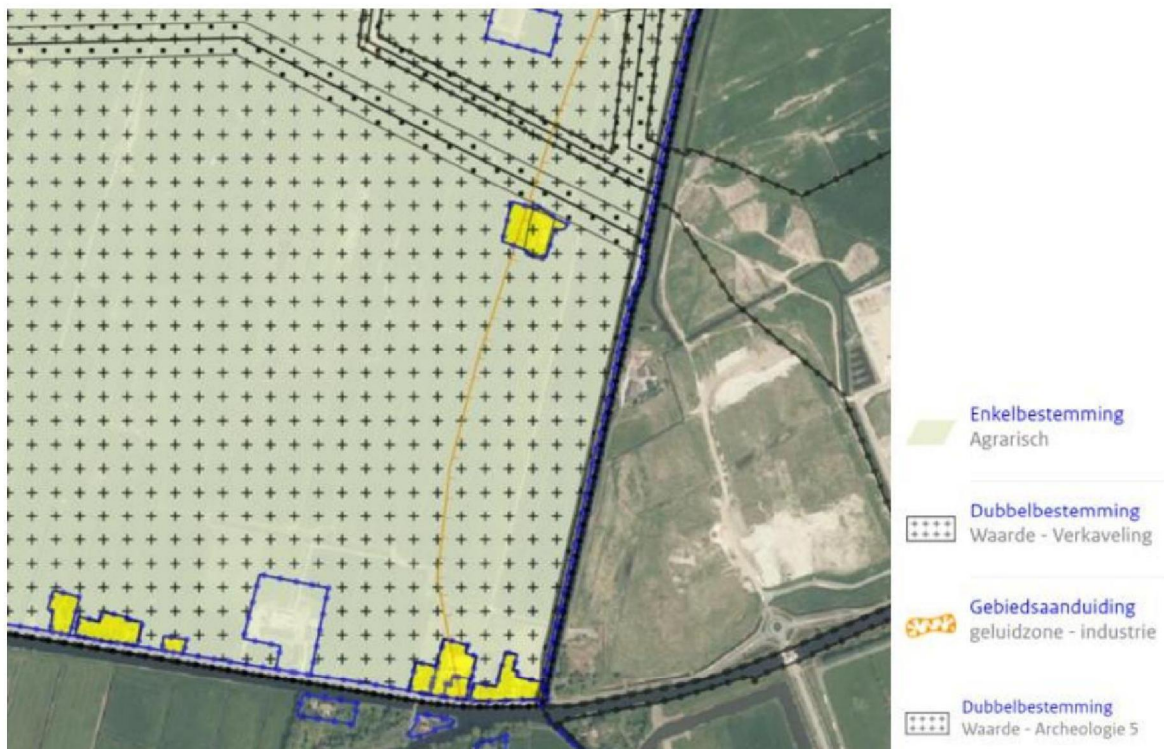 Enkelbestemming
Agrarisch
Dubbelbestemming
Waarde - Verkaveling
Gebiedsaanduiding
geluidzone - industrie
Dubbelbestemming
Waarde - Archeologie 5